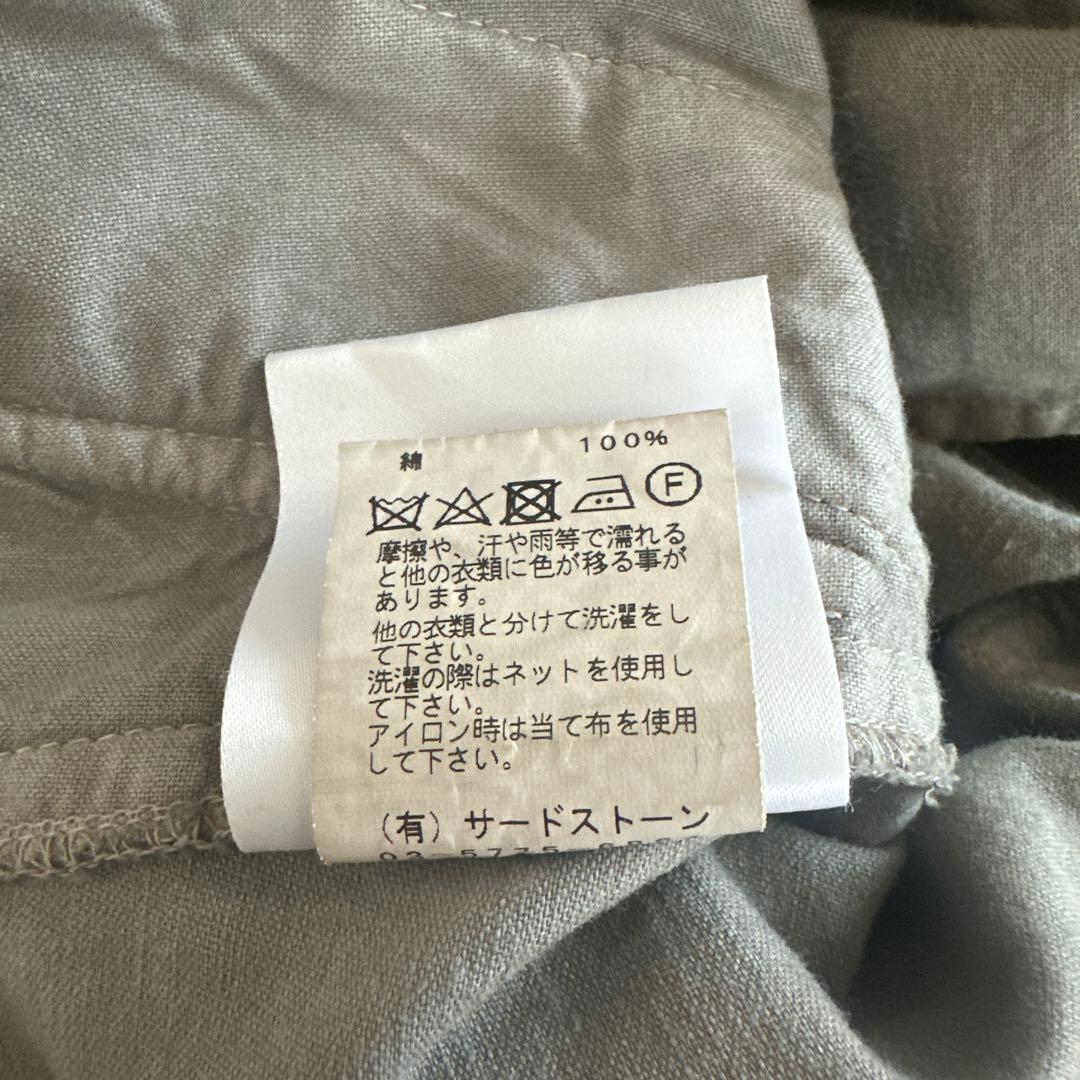 綿 100%
F
摩擦や、汗や雨等で濡れる
と他の衣類に色が移る事が
あります。
他の衣類と分けて洗濯をし
て下さい。
洗濯の際はネットを使用し
て下さい。
アイロン時は当て布を使用
して下さい。
(有)サードストーン
03-5775-